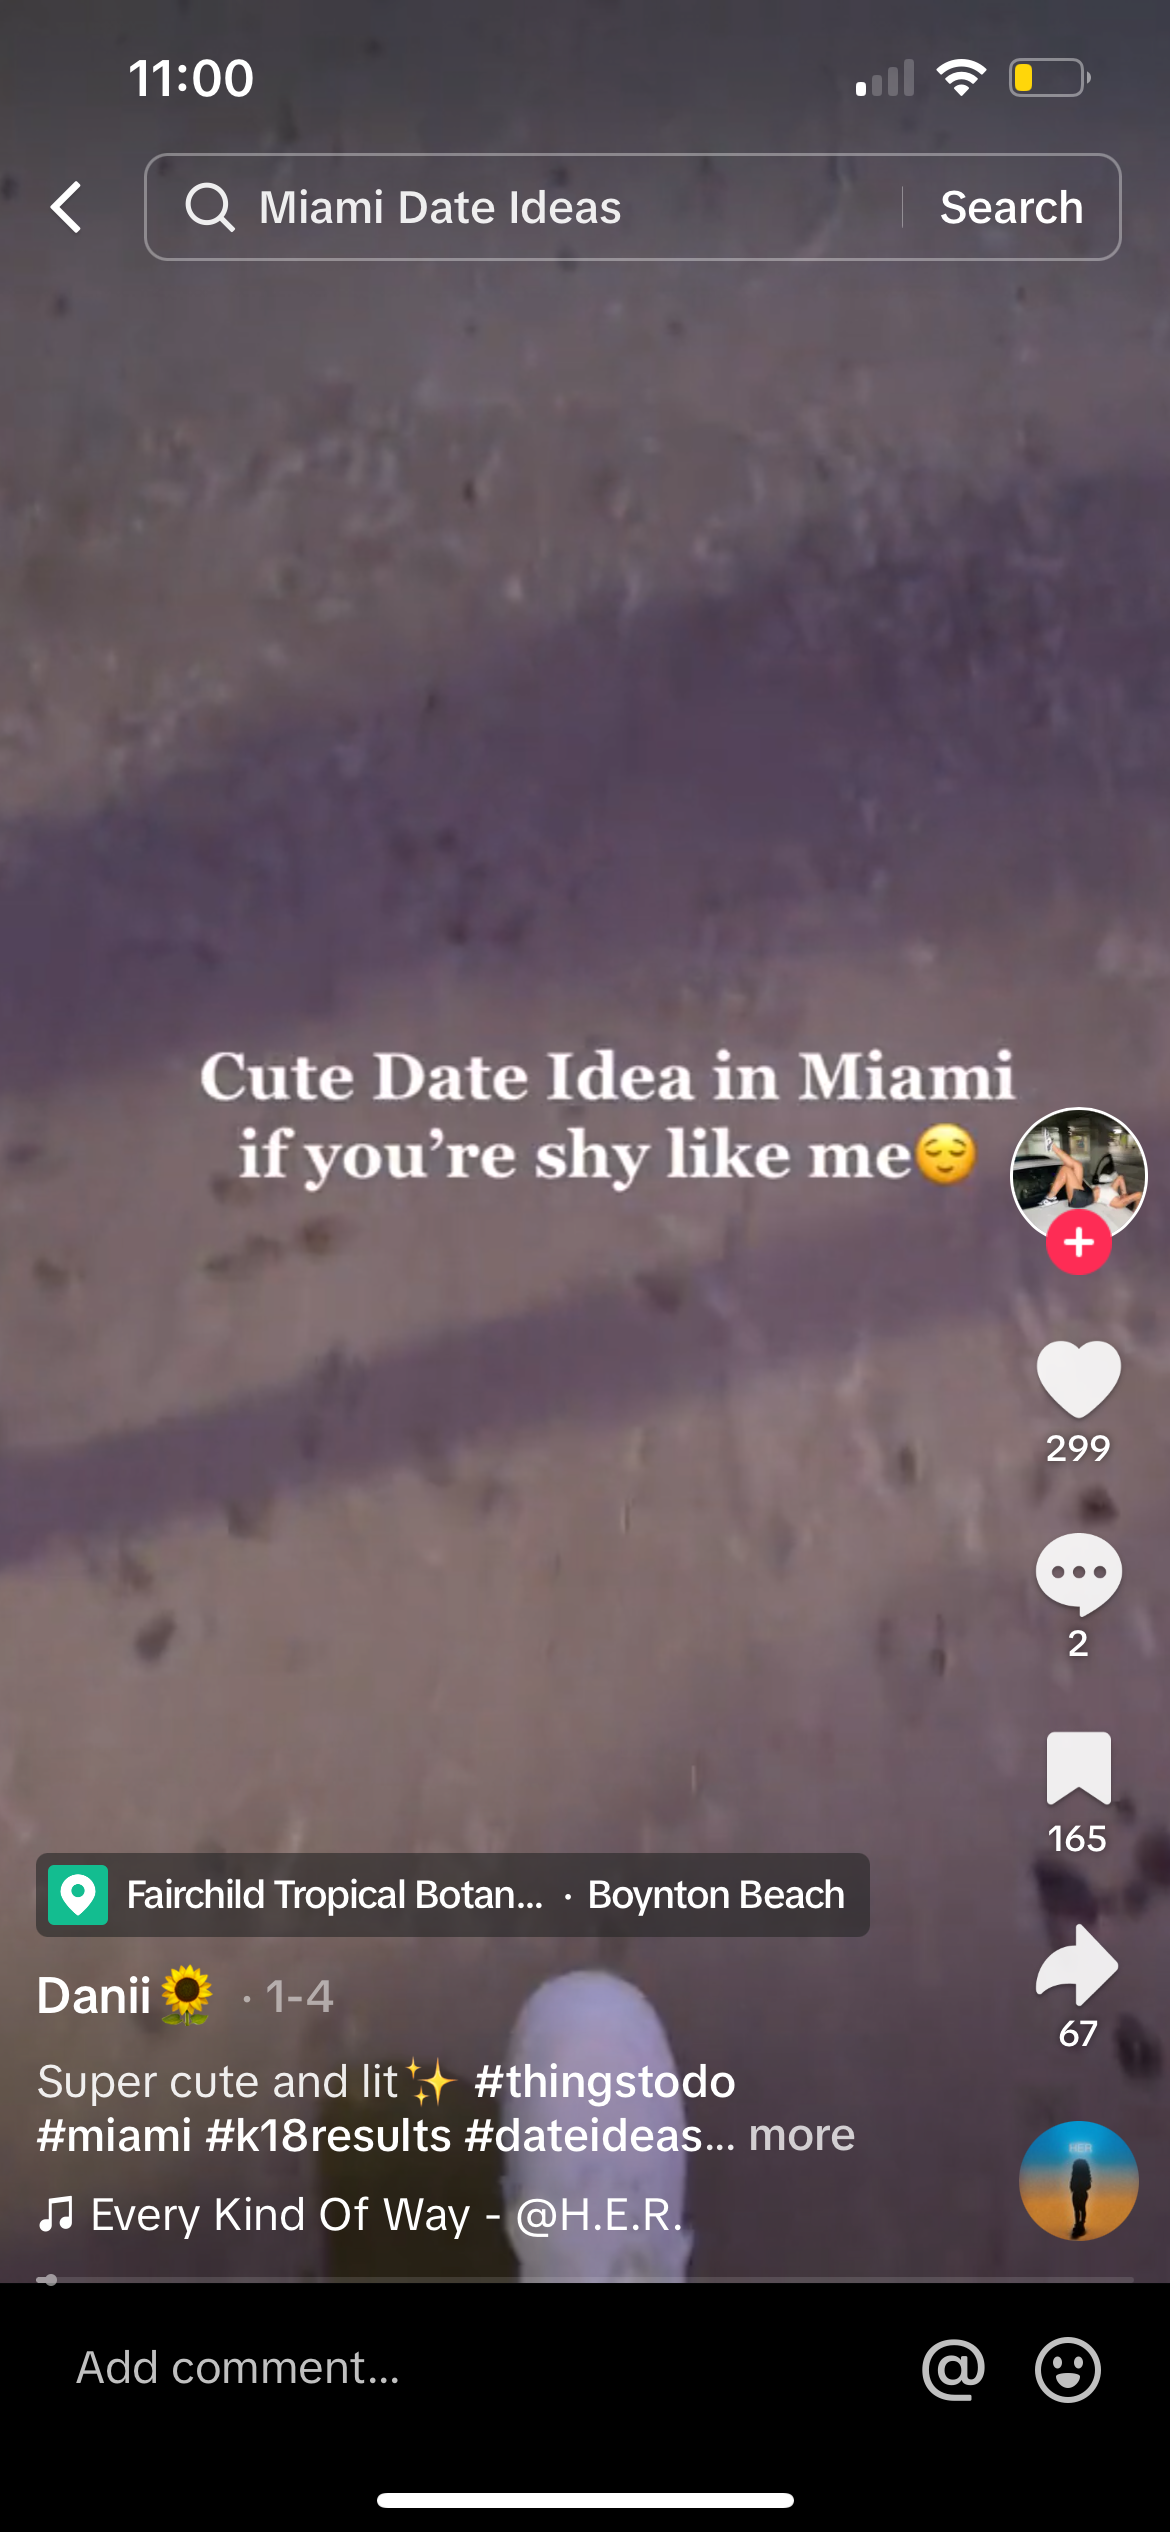 11:00
Miami Date Ideas
Search
Cute Date Idea in Miami
if you’re shy like me😌
299
2
165
Fairchild Tropical Botan... · Boynton Beach
67
Danii🌻 · 1-4
Super cute and lit✨ #thingstodo
#miami #k18results #dateideas... more
HER
♫ Every Kind Of Way - @H.E.R.
Add comment...
@